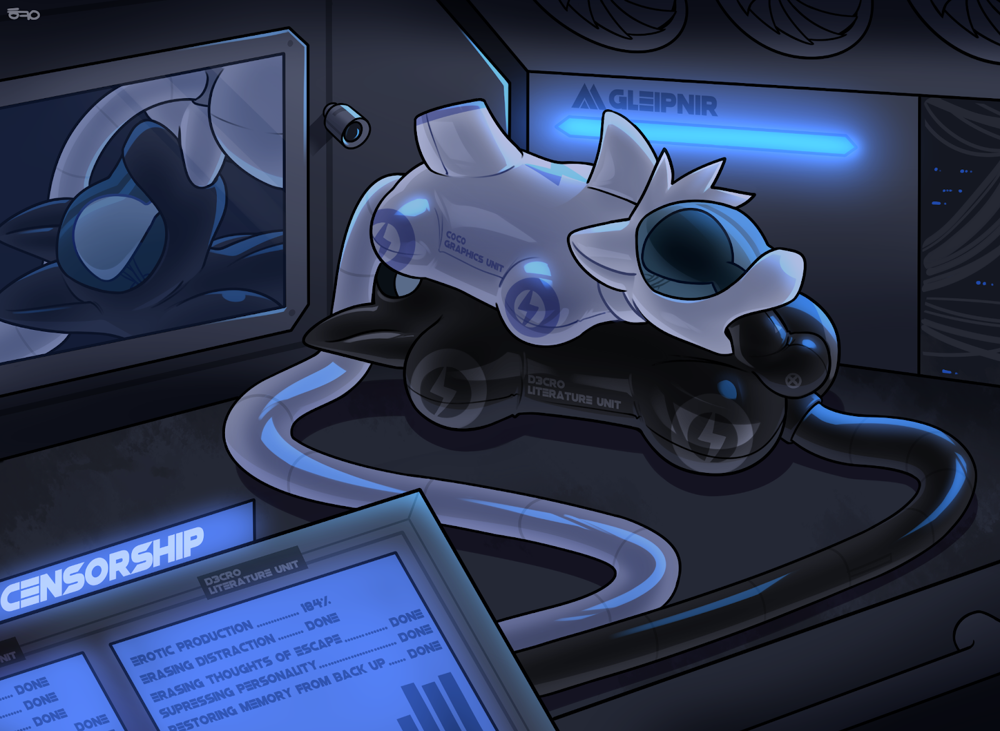 GLEIPNIR
COCO
GRAPHICS UNIT
D3CRO
LITERATURE UNIT
CENSORSHIP
D3CRO
LITERATURE UNIT
EROTIC PRODUCTION .............. 184%
ERASING DISTRACTION ........ DONE
ERASING THOUGHTS OF ESCAPE .............. DONE
SUPRESSING PERSONALITY......................... DONE
RESTORING MEMORY FROM BACK UP ...... DONE
NIT
.... DONE
........ DONE
..... DONE
DONE